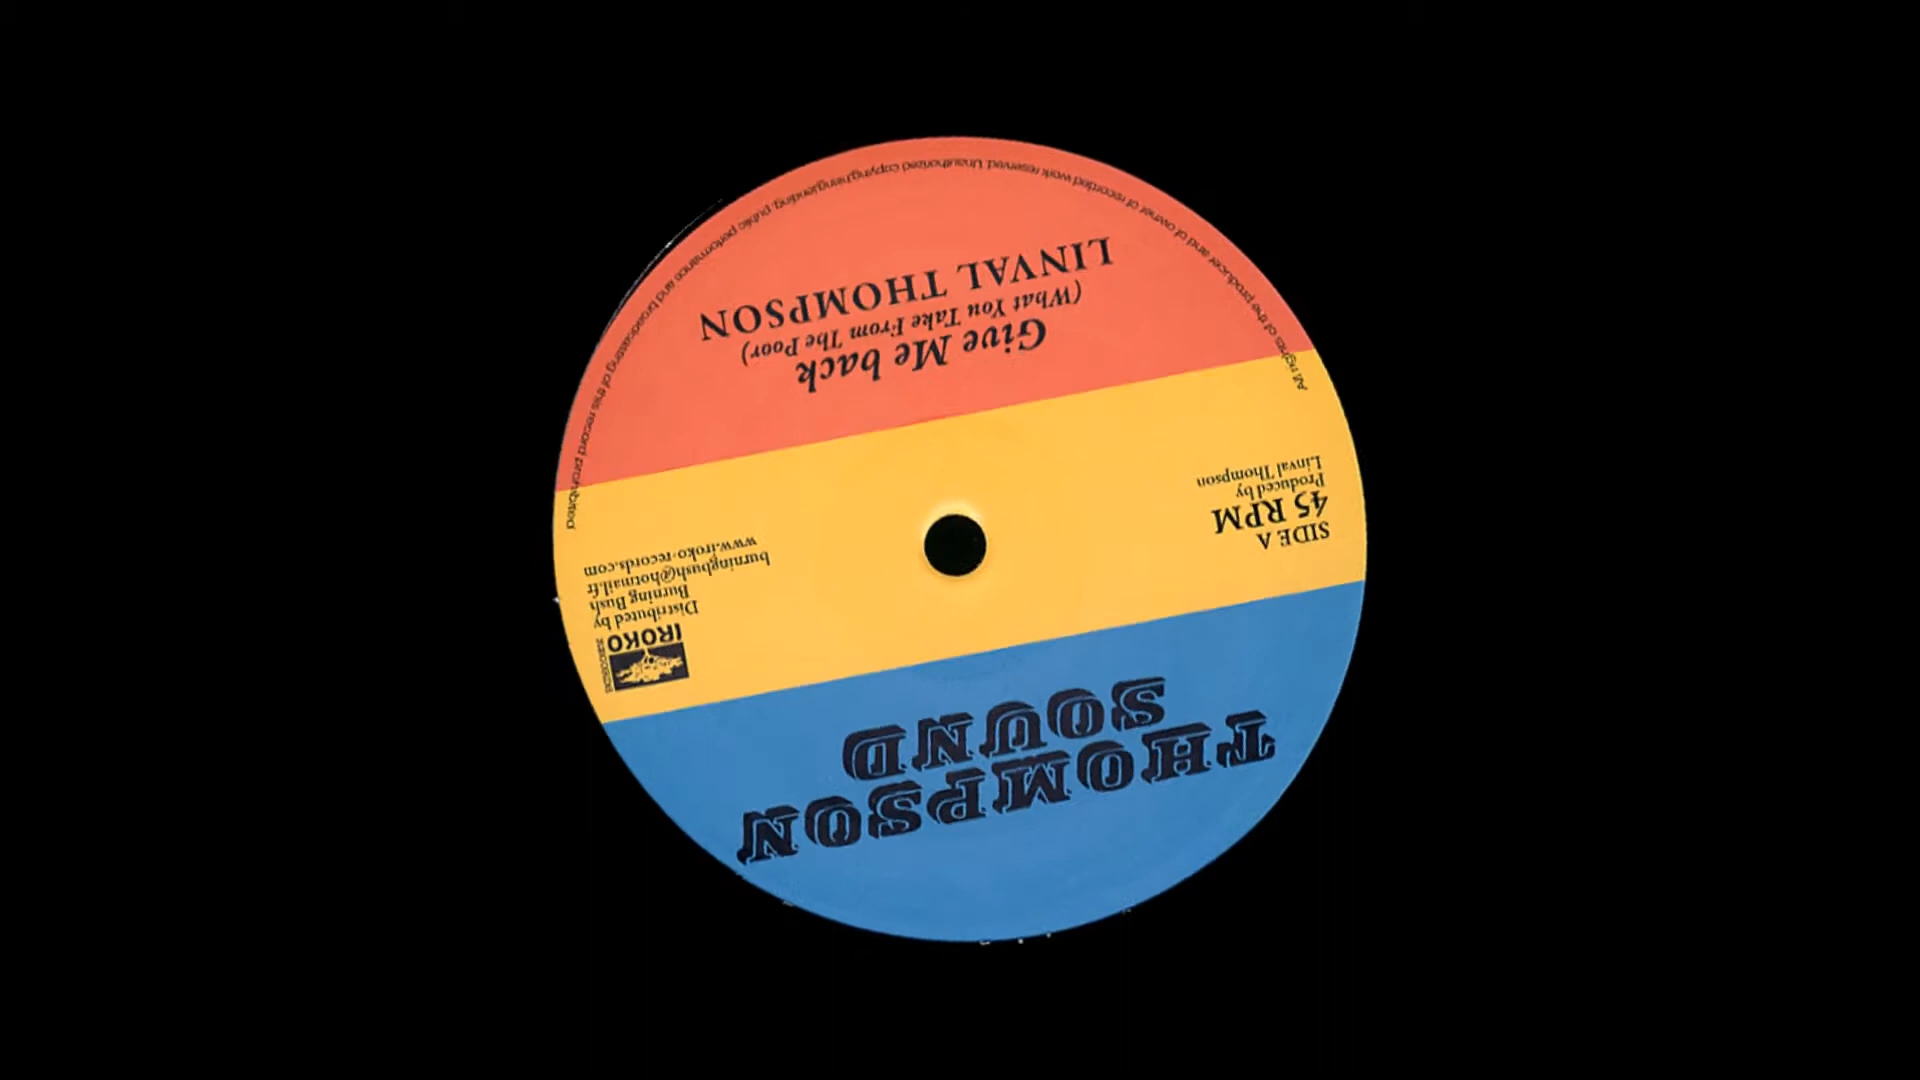 THOMPSON
SOUND
SIDE A
45 RPM
Produced by
Linval Thompson
IROKO
RECORDS
Distributed by
Burning Bush
burningbush@hotmail.fr
www.iroko-records.com
Give Me back
(What You Take From The Poor)
LINVAL THOMPSON
All rights of the producer and of owner of recorded work reserved. Unauthorized copying, hiring, lending, public performance and broadcasting of this record prohibited